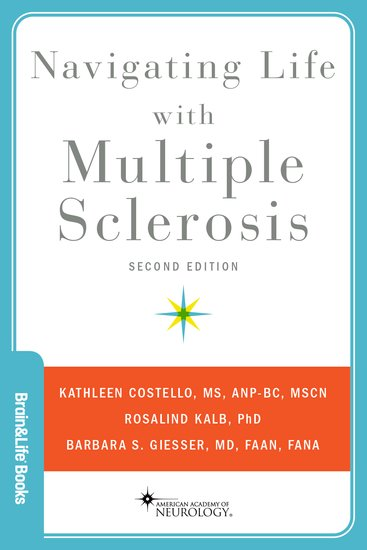 Navigating Life
with
Multiple
Sclerosis
SECOND EDITION
KATHLEEN COSTELLO, MS, ANP-BC, MSCN
ROSALIND KALB, PhD
BARBARA S. GIESSER, MD, FAAN, FANA
Brain&Life® Books
AMERICAN ACADEMY OF
NEUROLOGY®